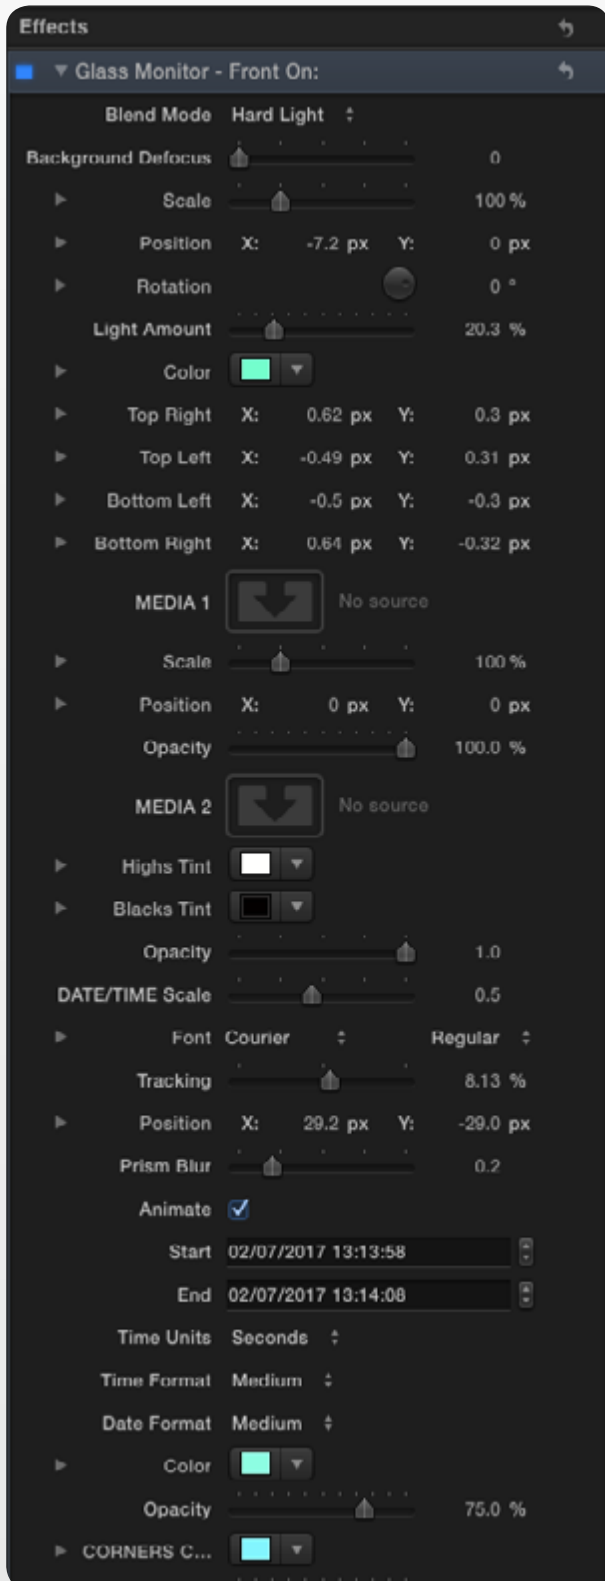 Effects
Glass Monitor - Front On:
Blend Mode Hard Light
Background Defocus 0
Scale 100 %
Position X: -7.2 px Y: 0 px
Rotation 0 °
Light Amount 20.3 %
Color
Top Right X: 0.62 px Y: 0.3 px
Top Left X: -0.49 px Y: 0.31 px
Bottom Left X: -0.5 px Y: -0.3 px
Bottom Right X: 0.64 px Y: -0.32 px
MEDIA 1 No source
Scale 100 %
Position X: 0 px Y: 0 px
Opacity 100.0 %
MEDIA 2 No source
Highs Tint
Blacks Tint
Opacity 1.0
DATE/TIME Scale 0.5
Font Courier Regular
Tracking 8.13 %
Position X: 29.2 px Y: -29.0 px
Prism Blur 0.2
Animate
Start 02/07/2017 13:13:58
End 02/07/2017 13:14:08
Time Units Seconds
Time Format Medium
Date Format Medium
Color
Opacity 75.0 %
CORNERS C...